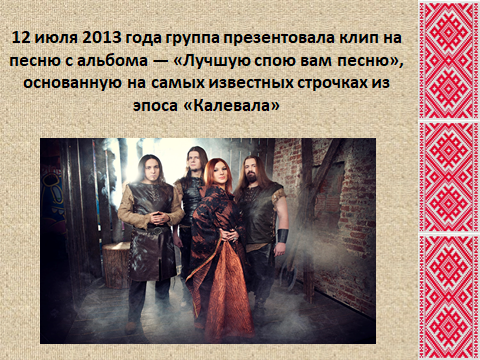 12 июля 2013 года группа презентовала клип на
песню с альбома — «Лучшую спою вам песню»,
основанную на самых известных строчках из
эпоса «Калевала»